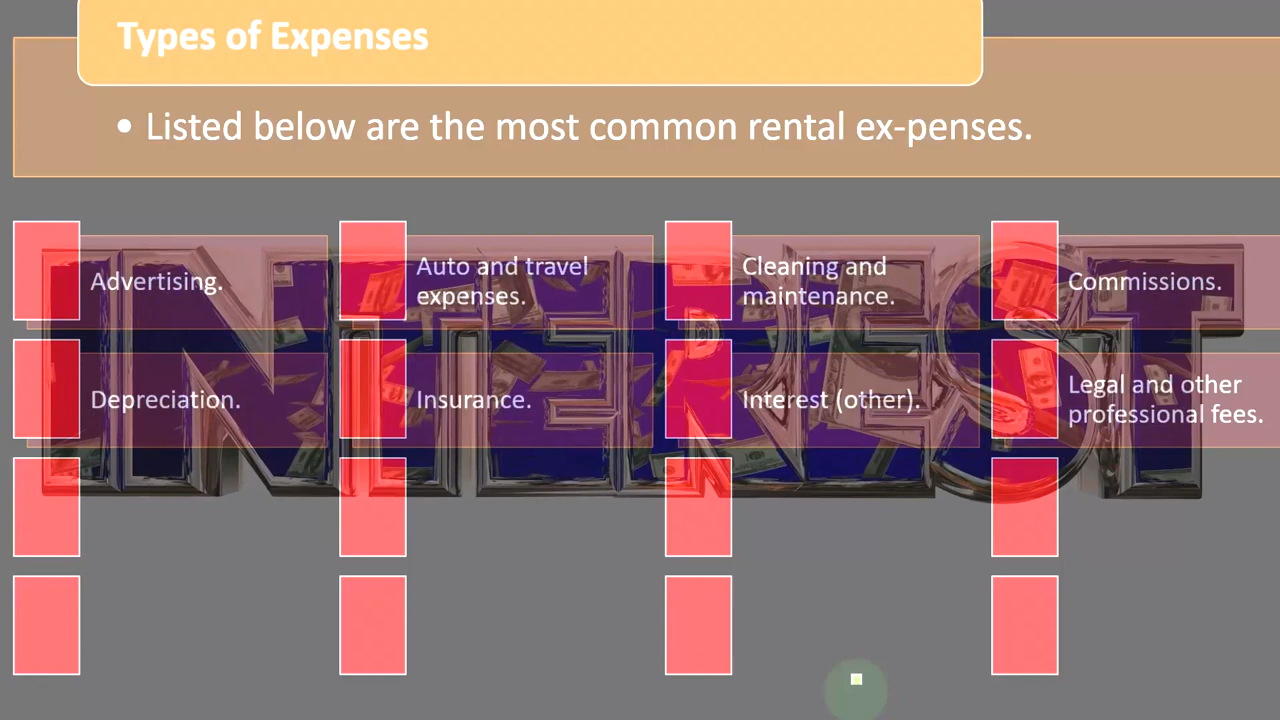 Types of Expenses
• Listed below are the most common rental ex-penses.
INTEREST
Advertising.
Auto and travel
expenses.
Cleaning and
maintenance.
Commissions.
Depreciation.
Insurance.
Interest (other).
Legal and other
professional fees.